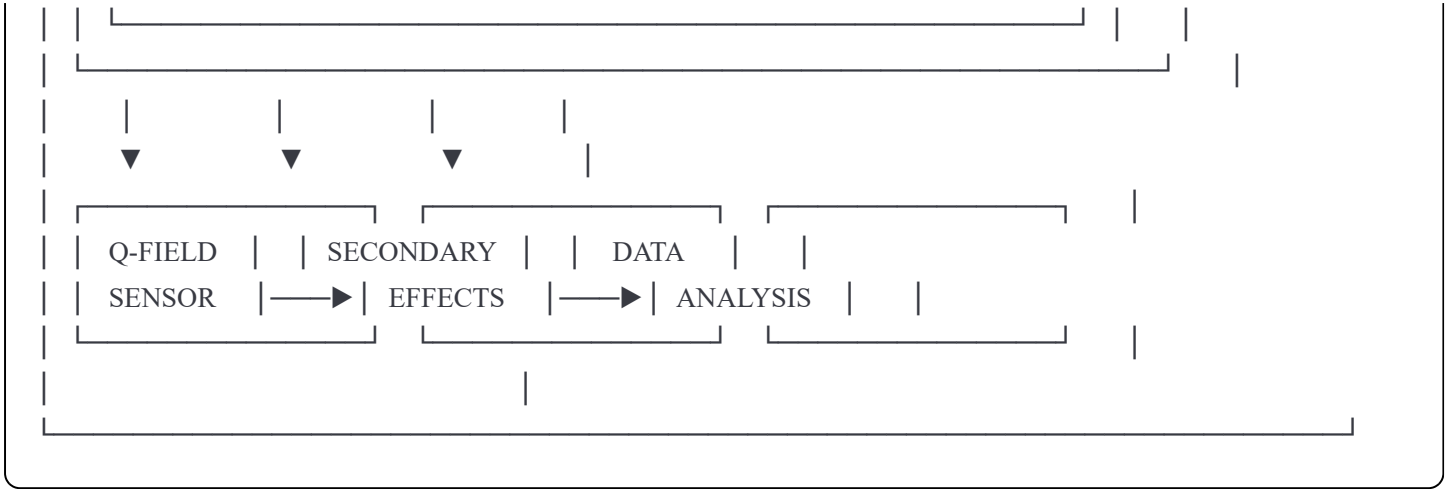 Q-FIELD SECONDARY DATA
SENSOR EFFECTS ANALYSIS